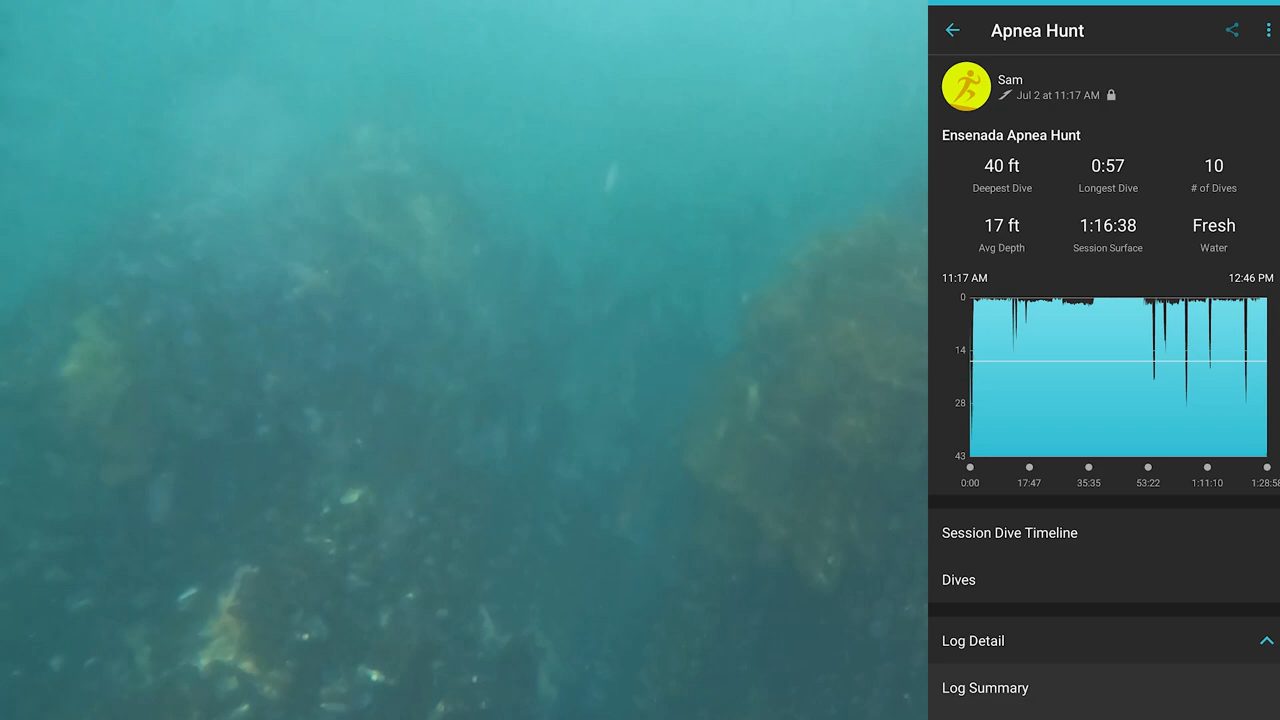 Apnea Hunt
Sam
Jul 2 at 11:17 AM
Ensenada Apnea Hunt
40 ft 0:57 10
Deepest Dive Longest Dive # of Dives
17 ft 1:16:38 Fresh
Avg Depth Session Surface Water
11:17 AM 12:46 PM
0
14
28
43
0:00 17:47 35:35 53:22 1:11:10 1:28:58
Session Dive Timeline
Dives
Log Detail
Log Summary